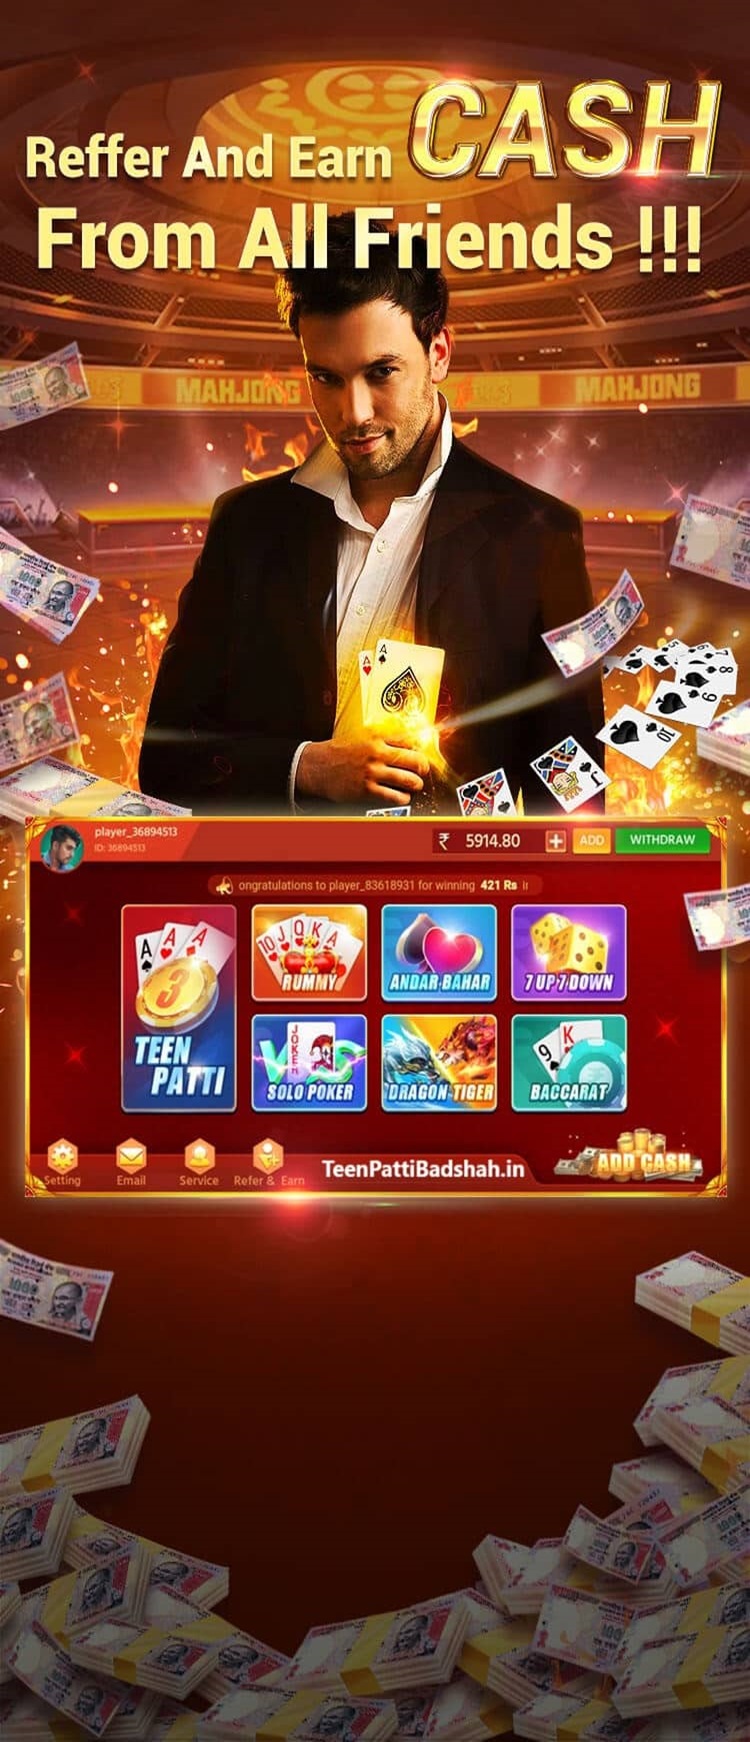 Reffer And Earn CASH
From All Friends !!!
MAHJONG MAHJONG
player_36894513
ID: 36894513
₹ 5914.80 + ADD WITHDRAW
ongratulations to player_83618931 for winning 421 Rs
TEEN PATTI
RUMMY
ANDAR BAHAR
7 UP 7 DOWN
SOLO POKER
DRAGON TIGER
BACCARAT
Setting
Email
Service
Refer & Earn
TeenPattiBadshah.in
ADD CASH